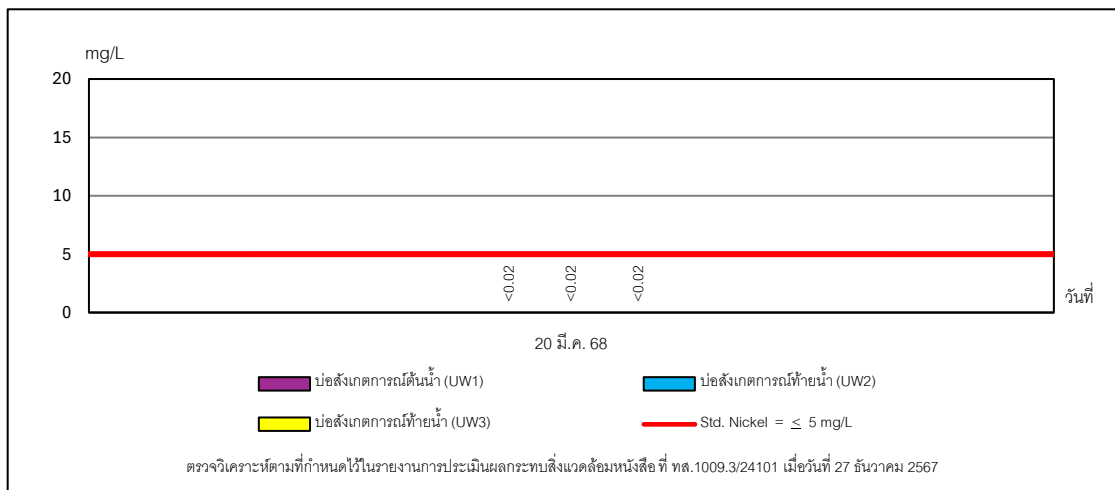 mg/L
20
15
10
5
0
<0.02 <0.02 <0.02
วันที่
20 มี.ค. 68
บ่อสังเกตการณ์ต้นน้ำ (UW1) บ่อสังเกตการณ์ท้ายน้ำ (UW2)
บ่อสังเกตการณ์ท้ายน้ำ (UW3) Std. Nickel = ≤ 5 mg/L
ตรวจวิเคราะห์ตามที่กำหนดไว้ในรายงานการประเมินผลกระทบสิ่งแวดล้อมหนังสือ ที่ ทส.1009.3/24101 เมื่อวันที่ 27 ธันวาคม 2567